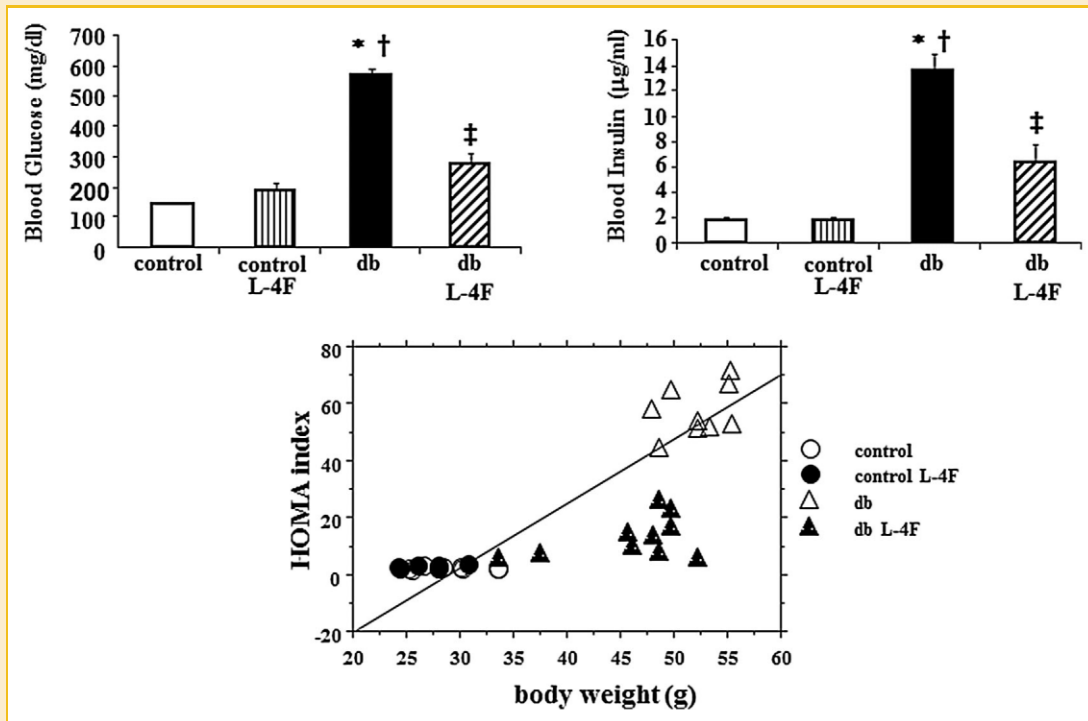 Blood Glucose (mg/dl)
700
600
500
400
300
200
100
0
* †
‡
control
control
L-4F
db
db
L-4F
Blood Insulin (µg/ml)
16
14
12
10
8
6
4
2
0
* †
‡
control
control
L-4F
db
db
L-4F
HOMA index
80
60
40
20
0
-20
20 25 30 35 40 45 50 55 60
body weight (g)
control
control L-4F
db
db L-4F